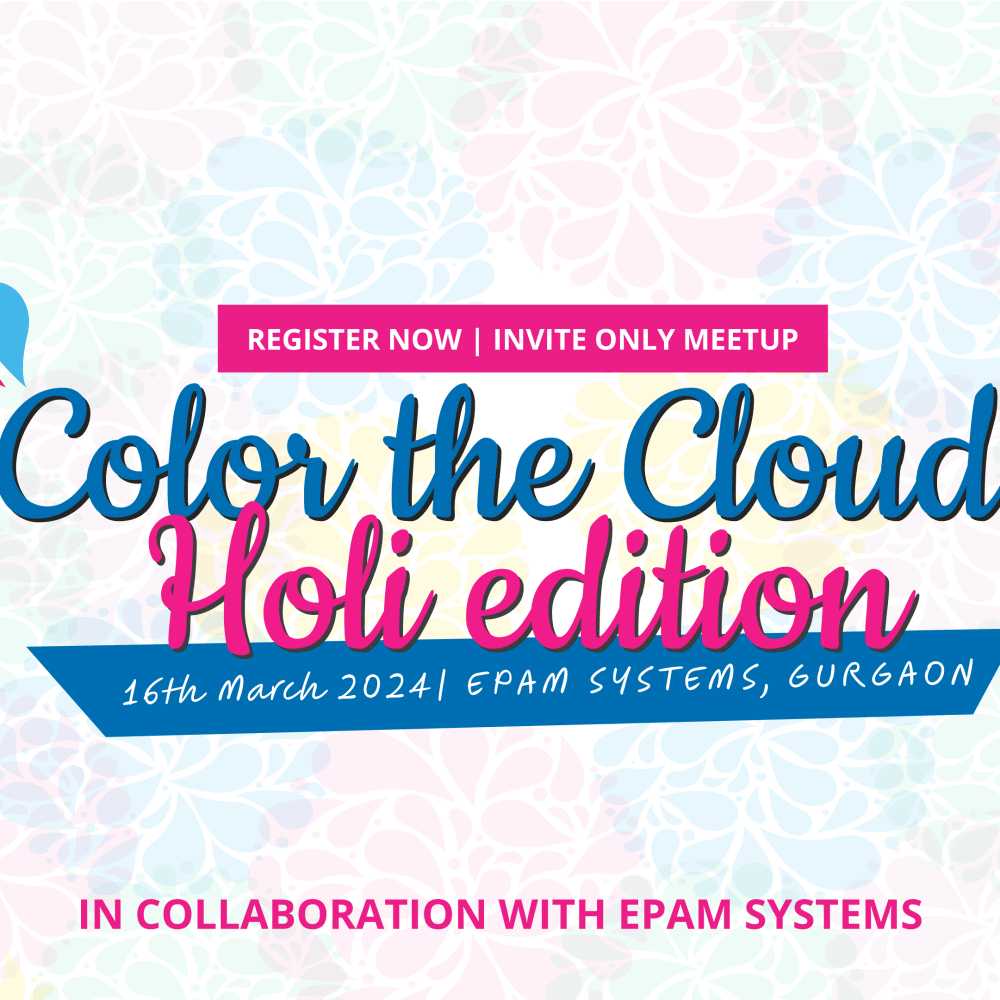 REGISTER NOW | INVITE ONLY MEETUP
Color the Cloud
Holi edition
16th March 2024| EPAM SYSTEMS, GURGAON
IN COLLABORATION WITH EPAM SYSTEMS